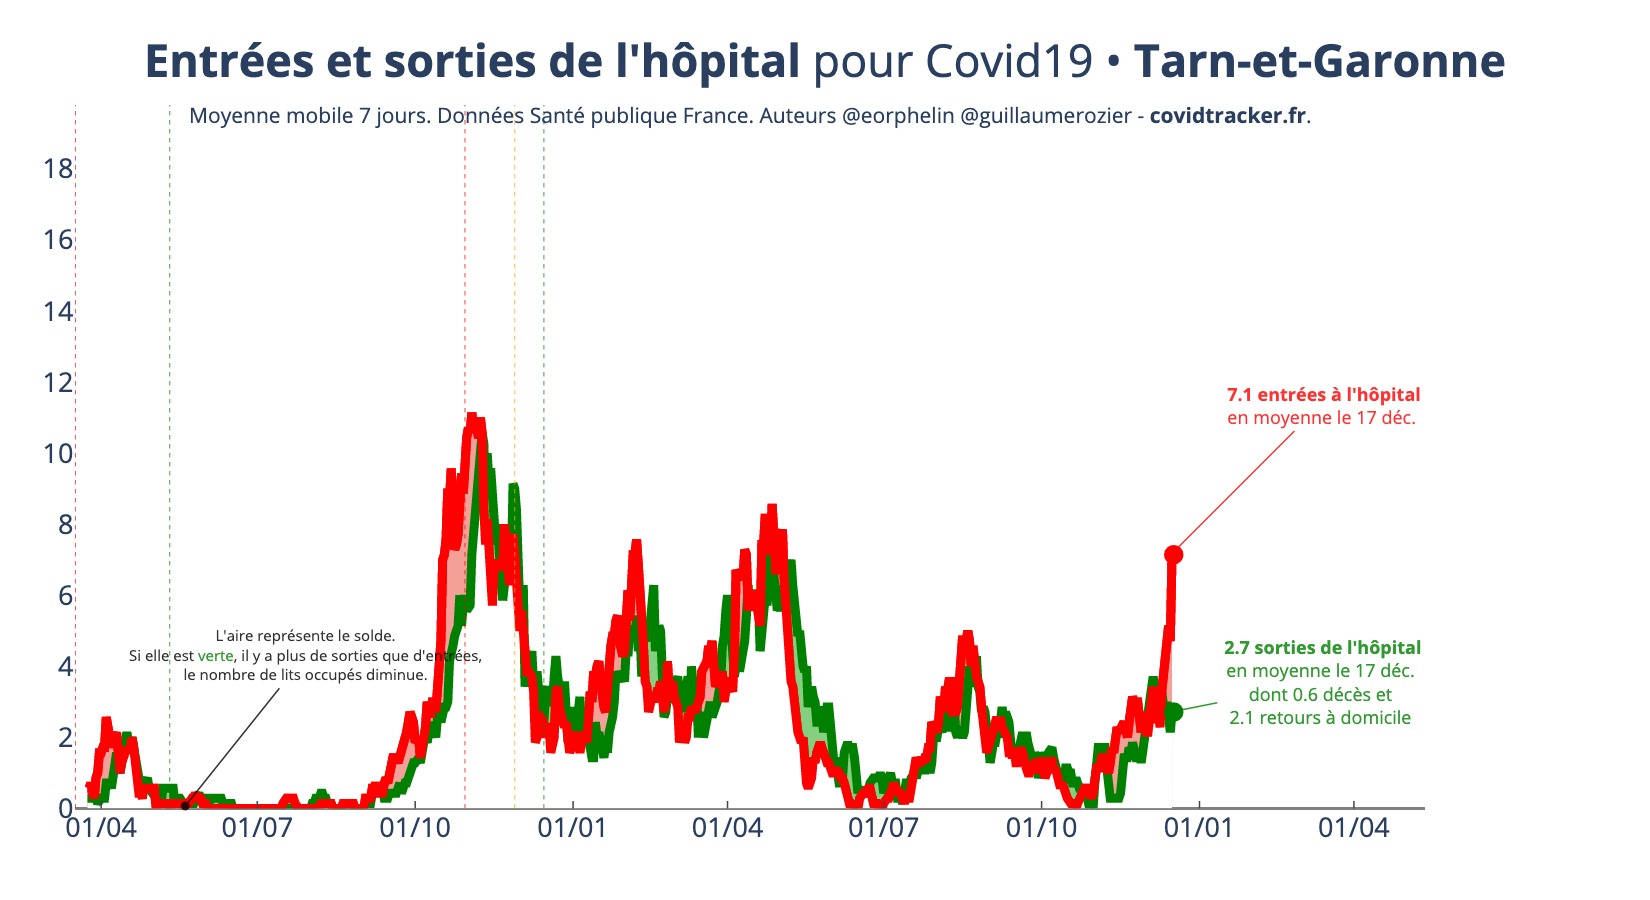 Entrées et sorties de l'hôpital pour Covid19 • Tarn-et-Garonne
Moyenne mobile 7 jours. Données Santé publique France. Auteurs @eorphelin @guillaumerozier - covidtracker.fr.
18
16
14
12
10
8
6
4
2
0
7.1 entrées à l'hôpital
en moyenne le 17 déc.
L'aire représente le solde.
Si elle est verte, il y a plus de sorties que d'entrées,
le nombre de lits occupés diminue.
2.7 sorties de l'hôpital
en moyenne le 17 déc.
dont 0.6 décès et
2.1 retours à domicile
01/04 01/07 01/10 01/01 01/04 01/07 01/10 01/01 01/04